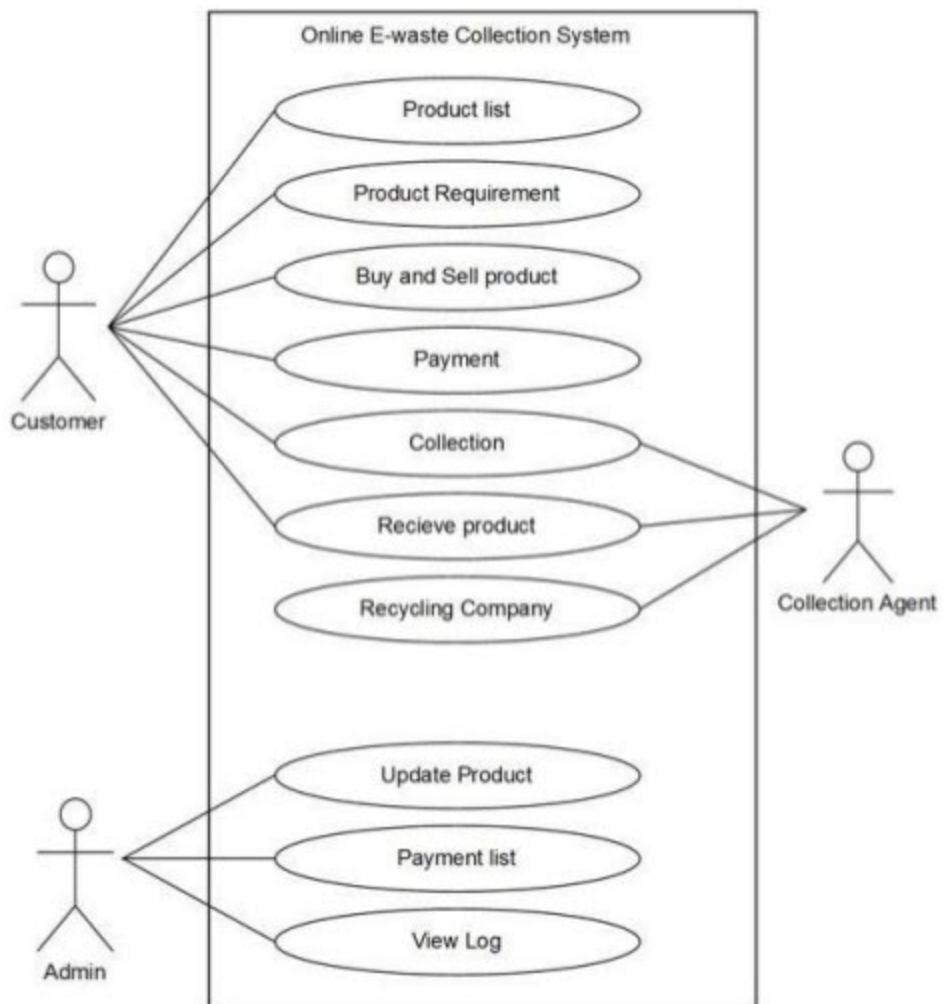 Online E-waste Collection System
Product list
Product Requirement
Buy and Sell product
Payment
Customer
Collection
Recieve product
Recycling Company
Collection Agent
Update Product
Payment list
View Log
Admin